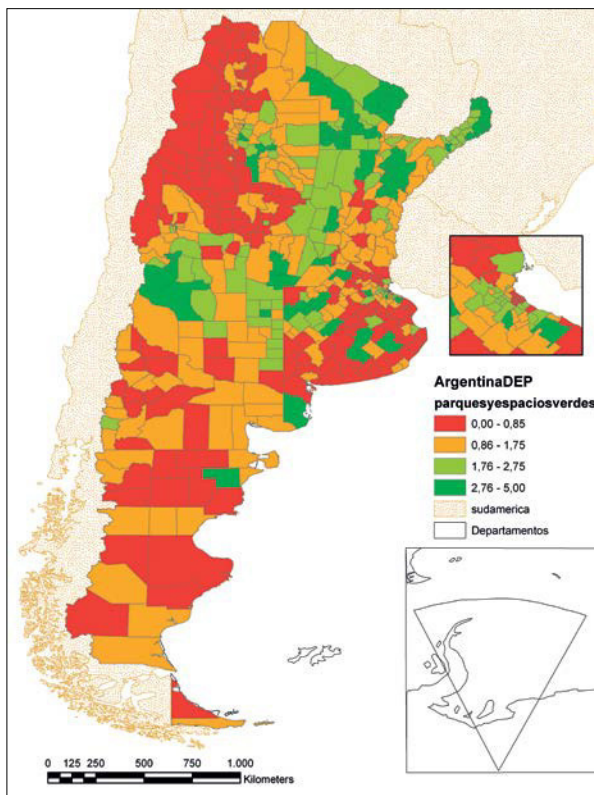 ArgentinaDEP
parquesyespaciosverdes
0,00 - 0,85
0,86 - 1,75
1,76 - 2,75
2,76 - 5,00
sudamerica
Departamentos
0 125 250 500 750 1.000
Kilometers